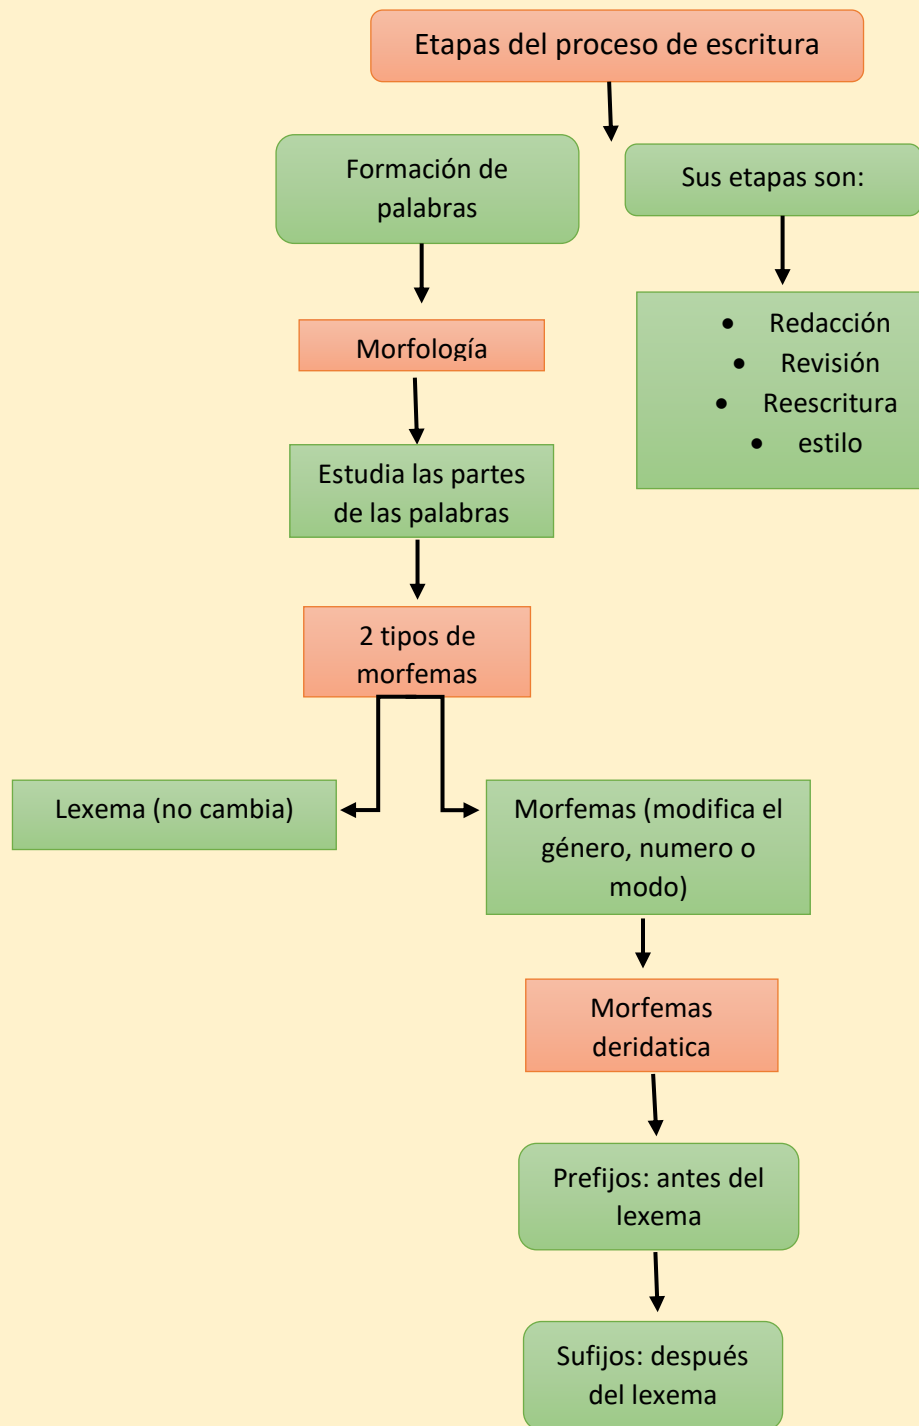 Etapas del proceso de escritura
Formación de
palabras
Sus etapas son:
Morfología
• Redacción
• Revisión
• Reescritura
• estilo
Estudia las partes
de las palabras
2 tipos de
morfemas
Lexema (no cambia)
Morfemas (modifica el
género, numero o
modo)
Morfemas
deridatica
Prefijos: antes del
lexema
Sufijos: después
del lexema